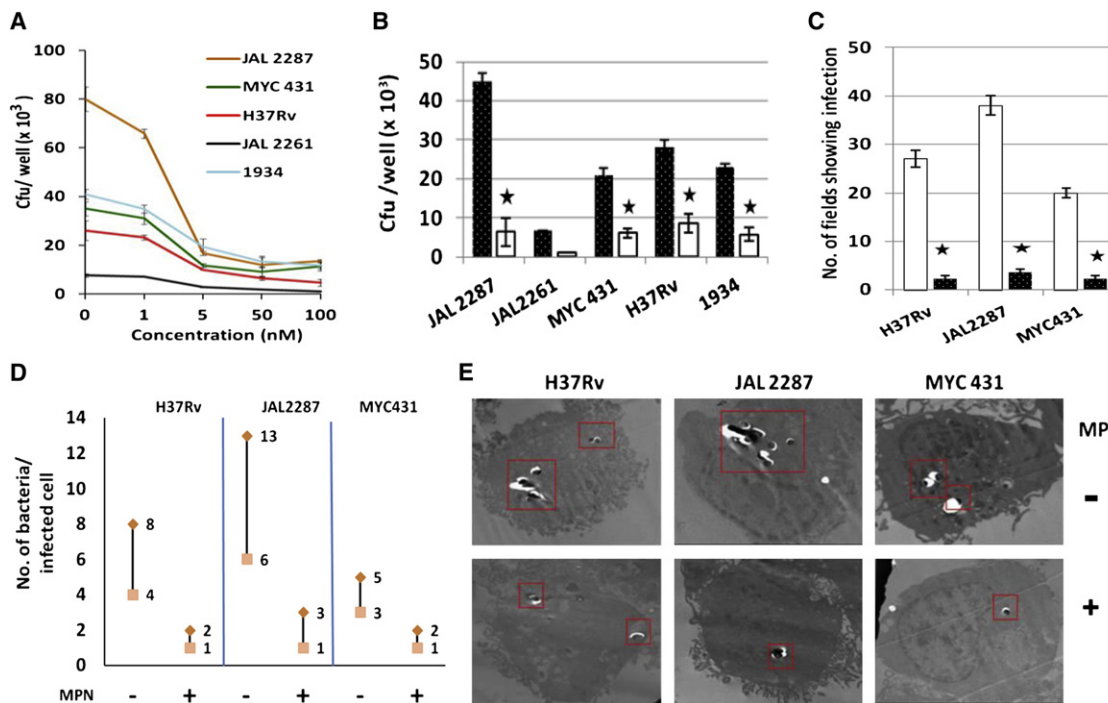 A
Cfu/ well (x 10³)
100
80
60
40
20
0
0 1 5 50 100
Concentration (nM)
JAL 2287
MYC 431
H37Rv
JAL 2261
1934
B
Cfu/well (x 10³)
50
40
30
20
10
0
★ ★ ★ ★
JAL 2287 JAL2261 MYC 431 H37Rv 1934
C
No. of fields showing infection
50
40
30
20
10
0
★ ★ ★
H37Rv JAL2287 MYC431
D
H37Rv JAL2287 MYC431
No. of bacteria/
infected cell
14
12
10
8
6
4
2
0
8
4
2
1
13
6
3
1
5
3
2
1
MPN - + - + - +
E
H37Rv JAL 2287 MYC 431
MP
-
+